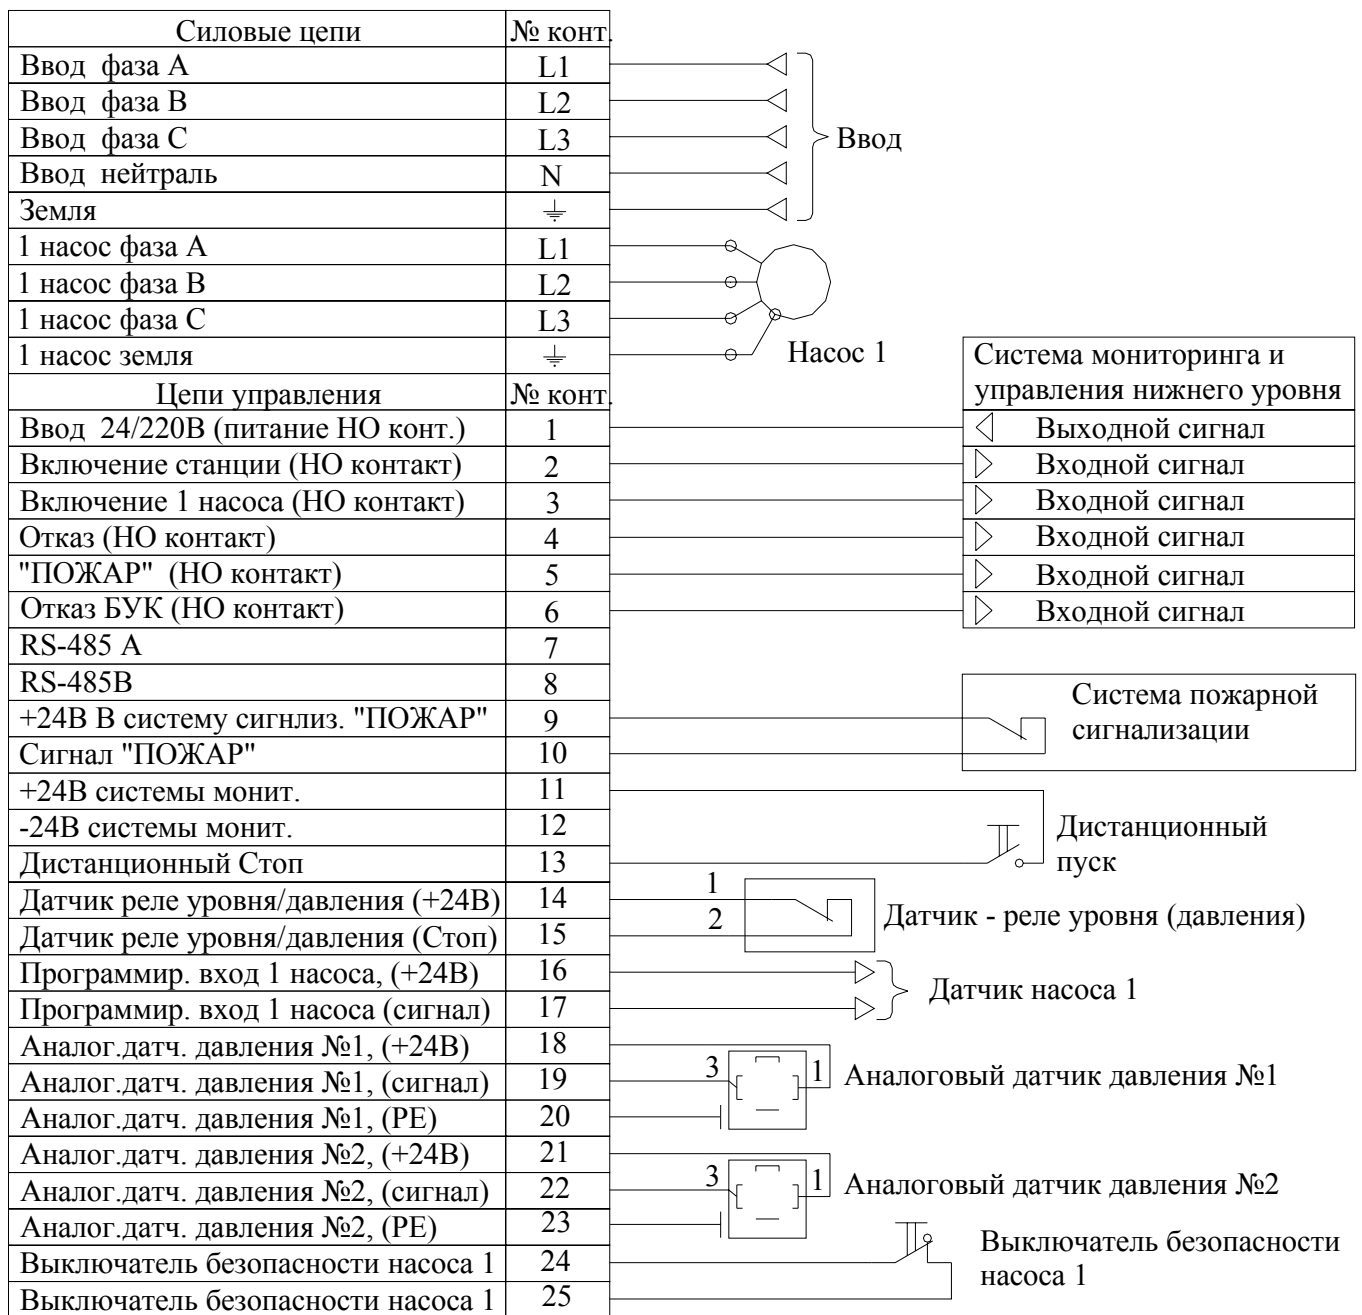 Силовые цепи № конт.
Ввод фаза А L1
Ввод фаза В L2
Ввод фаза С L3
Ввод нейтраль N
Земля
Ввод
1 насос фаза А L1
1 насос фаза В L2
1 насос фаза С L3
1 насос земля
Насос 1
Система мониторинга и
управления нижнего уровня
Цепи управления № конт.
Ввод 24/220В (питание НО конт.) 1 Выходной сигнал
Включение станции (НО контакт) 2 Входной сигнал
Включение 1 насоса (НО контакт) 3 Входной сигнал
Отказ (НО контакт) 4 Входной сигнал
"ПОЖАР" (НО контакт) 5 Входной сигнал
Отказ БУК (НО контакт) 6 Входной сигнал
RS-485 А 7
RS-485В 8
+24В В систему сигнлиз. "ПОЖАР" 9
Сигнал "ПОЖАР" 10
Система пожарной
сигнализации
+24В системы монит. 11
-24В системы монит. 12
Дистанционный Стоп 13
Дистанционный
пуск
Датчик реле уровня/давления (+24В) 14 1
Датчик реле уровня/давления (Стоп) 15 2
Датчик - реле уровня (давления)
Программир. вход 1 насоса, (+24В) 16
Программир. вход 1 насоса (сигнал) 17
Датчик насоса 1
Аналог.датч. давления №1, (+24В) 18
Аналог.датч. давления №1, (сигнал) 19
3 1 Аналоговый датчик давления №1
Аналог.датч. давления №1, (РЕ) 20
Аналог.датч. давления №2, (+24В) 21
Аналог.датч. давления №2, (сигнал) 22
3 1 Аналоговый датчик давления №2
Аналог.датч. давления №2, (РЕ) 23
Выключатель безопасности насоса 1 24
Выключатель безопасности насоса 1 25
Выключатель безопасности
насоса 1